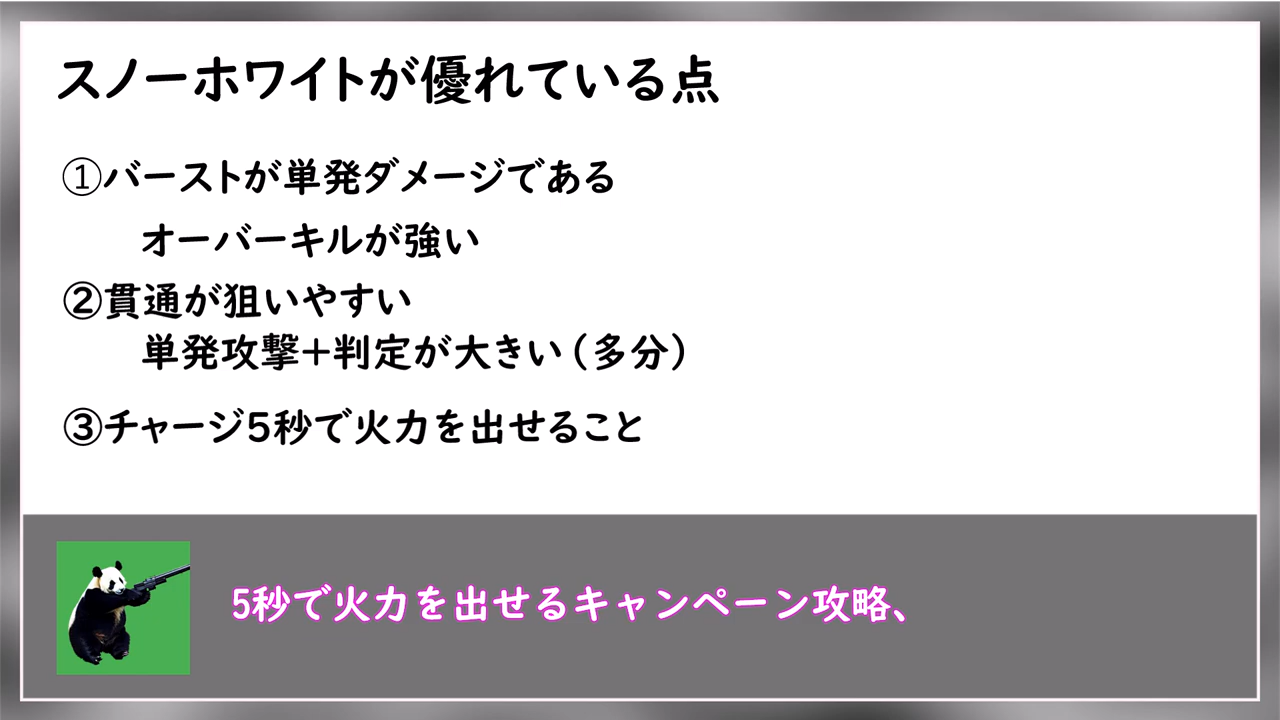 スノーホワイトが優れている点
①バーストが単発ダメージである
オーバーキルが強い
②貫通が狙いやすい
単発攻撃＋判定が大きい（多分）
③チャージ5秒で火力を出せること
5秒で火力を出せるキャンペーン攻略、